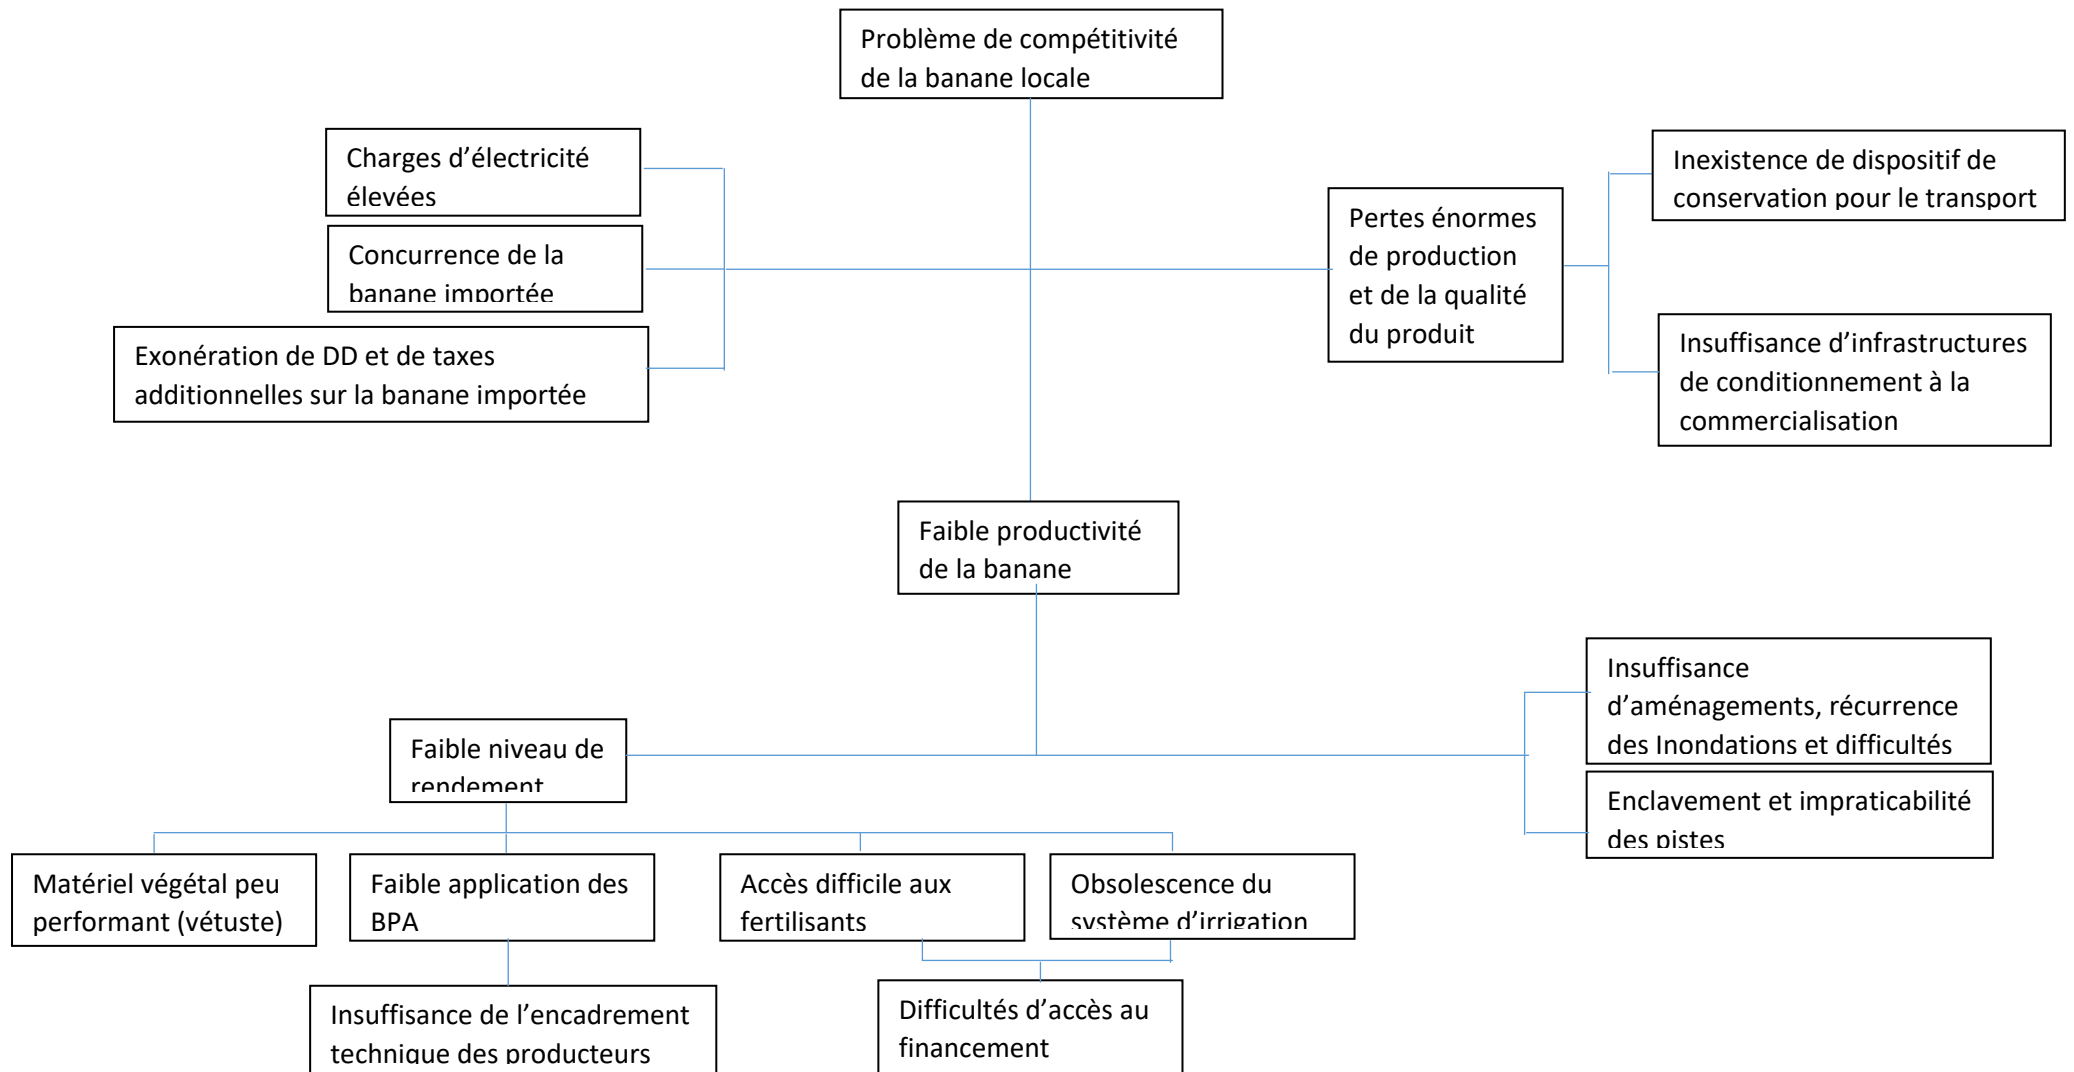 Problème de compétitivité
de la banane locale
Charges d’électricité
élevées
Concurrence de la
banane importée
Exonération de DD et de taxes
additionnelles sur la banane importée
Pertes énormes
de production
et de la qualité
du produit
Inexistence de dispositif de
conservation pour le transport
Insuffisance d’infrastructures
de conditionnement à la
commercialisation
Faible productivité
de la banane
Faible niveau de
rendement
Insuffisance
d’aménagements, récurrence
des Inondations et difficultés
Enclavement et impraticabilité
des pistes
Matériel végétal peu
performant (vétuste)
Faible application des
BPA
Accès difficile aux
fertilisants
Obsolescence du
système d’irrigation
Insuffisance de l’encadrement
technique des producteurs
Difficultés d’accès au
financement